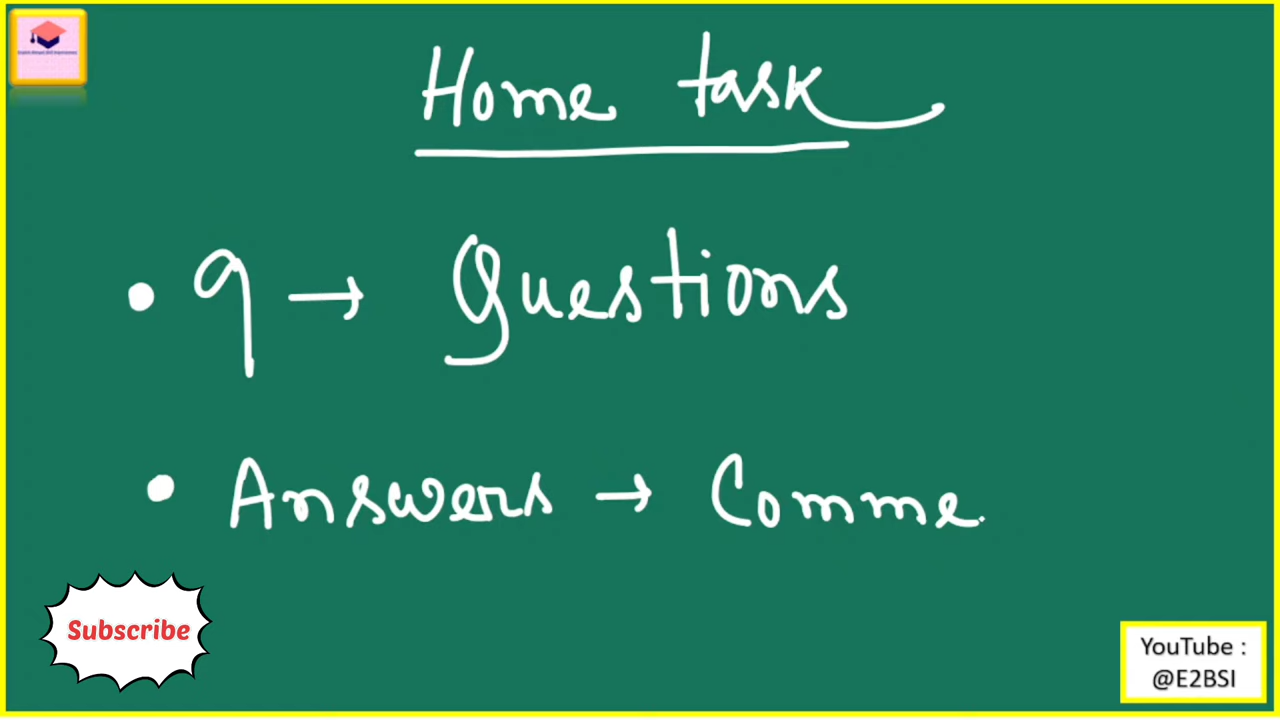 Home task
• 9 → Questions
• Answers → Comme
Subscribe
YouTube :
@E2BSI